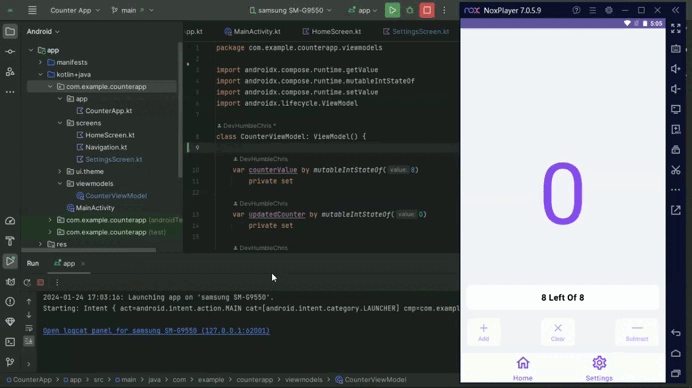 Counter App
main
samsung SM-G9550
app
NoxPlayer 7.0.5.9
Android
pp.kt
MainActivity.kt
HomeScreen.kt
SettingsScreen.kt
5:05
app
manifests
kotlin+java
com.example.counterapp
app
CounterApp.kt
screens
HomeScreen.kt
Navigation.kt
SettingsScreen.kt
ui.theme
viewmodels
CounterViewModel
MainActivity
com.example.counterapp (androidTe
com.example.counterapp (test)
res
1 package com.example.counterapp.viewmodels
2
3 import androidx.compose.runtime.getValue
4 import androidx.compose.runtime.mutableIntStateOf
5 import androidx.compose.runtime.setValue
6 import androidx.lifecycle.ViewModel
7
DevHumbleChris *
8 class CounterViewModel: ViewModel() {
9
DevHumbleChris
10 var counterValue by mutableIntStateOf( value: 0)
11 private set
12
DevHumbleChris
13 var updatedCounter by mutableIntStateOf( value: 0)
14 private set
15
DevHumbleChris
0
8 Left Of 8
Add
Clear
Subtract
Home
Settings
Run
app
2024-01-24 17:03:16: Launching app on 'samsung SM-G9550'.
Starting: Intent { act=android.intent.action.MAIN cat=[android.intent.category.LAUNCHER] cmp=com.example
Open logcat panel for samsung SM-G9550 (127.0.0.1:62001)
CounterApp > app > src > main > java > com > example > counterapp > viewmodels > CounterViewModel